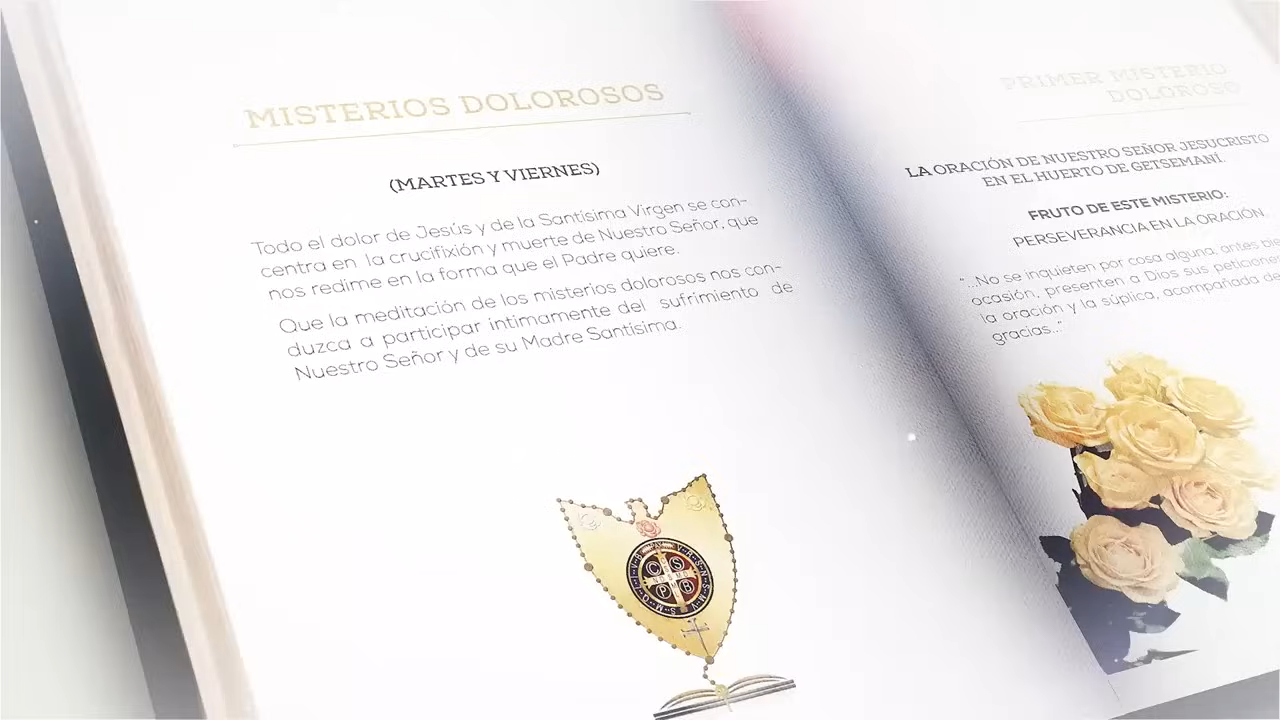 MISTERIOS DOLOROSOS
(MARTES Y VIERNES)
Todo el dolor de Jesús y de la Santísima Virgen se con-
centra en la crucifixión y muerte de Nuestro Señor, que
nos redime en la forma que el Padre quiere.
Que la meditación de los misterios dolorosos nos con-
duzca a participar íntimamente del sufrimiento de
Nuestro Señor y de su Madre Santísima.
PRIMER MISTERIO
DOLOROSO
LA ORACIÓN DE NUESTRO SEÑOR JESUCRISTO
EN EL HUERTO DE GETSEMANÍ.
FRUTO DE ESTE MISTERIO:
PERSEVERANCIA EN LA ORACIÓN.
“...No se inquieten por cosa alguna, antes
ocasión, presenten a Dios sus
la oración y la súplica, acompañada
gracias...”